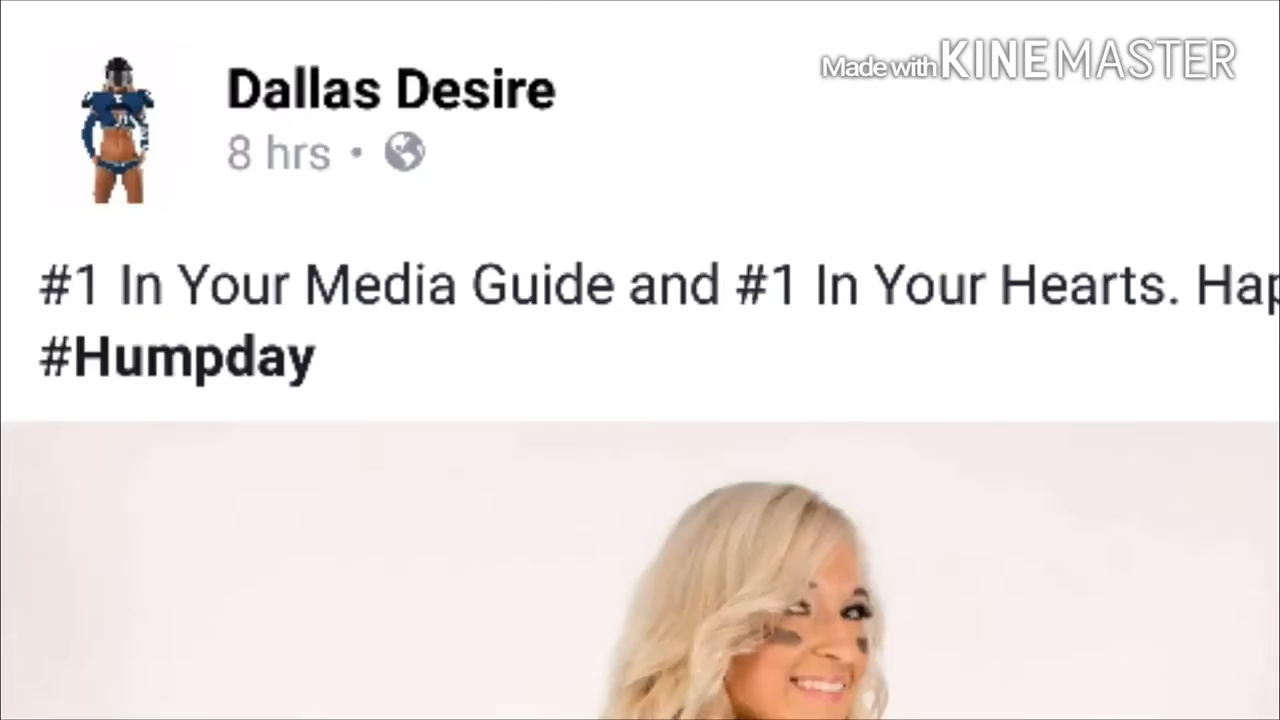 Made with KINEMASTER
Dallas Desire
8 hrs •
#1 In Your Media Guide and #1 In Your Hearts. Hap
#Humpday